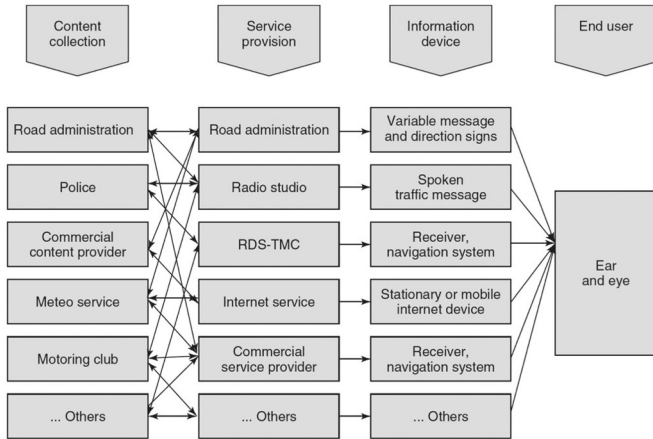 Content
collection
Service
provision
Information
device
End user
Road administration
Road administration
Variable message
and direction signs
Police
Radio studio
Spoken
traffic message
Commercial
content provider
RDS-TMC
Receiver,
navigation system
Ear
and eye
Meteo service
Internet service
Stationary or mobile
internet device
Motoring club
Commercial
service provider
Receiver,
navigation system
... Others
... Others
... Others